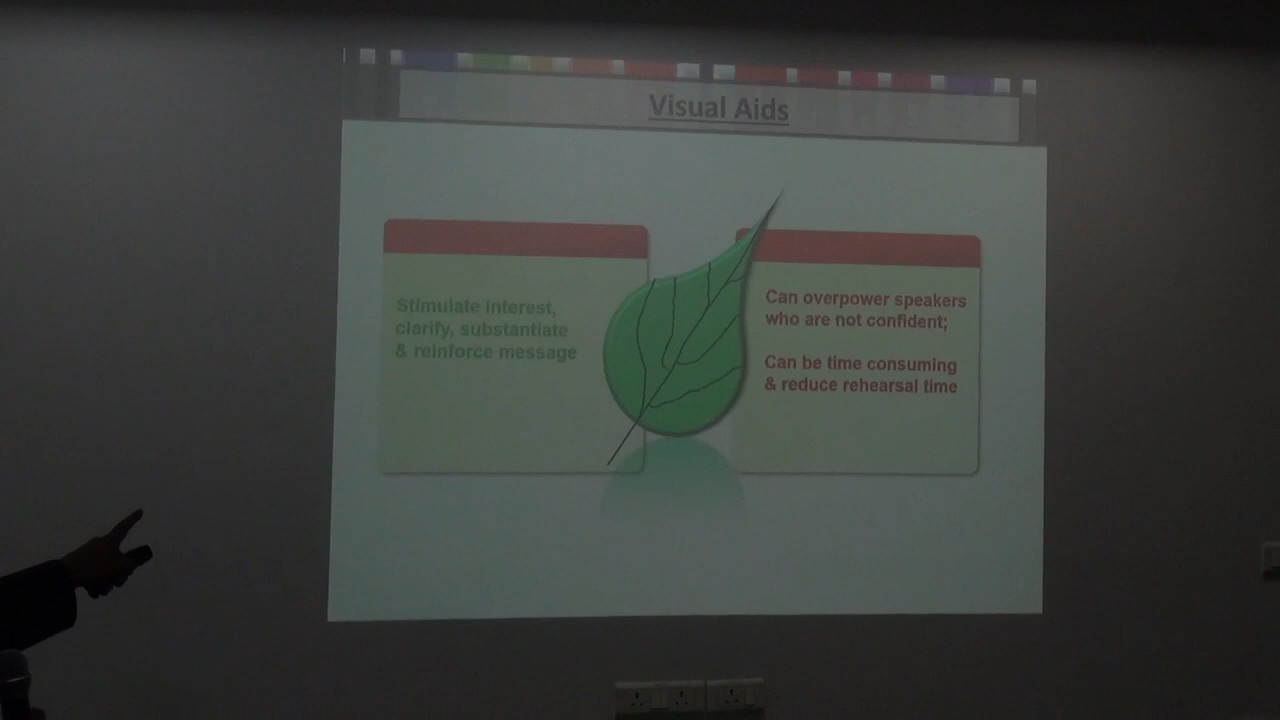 Visual Aids
Stimulate interest,
clarify, substantiate
& reinforce message
Can overpower speakers
who are not confident;
Can be time consuming
& reduce rehearsal time